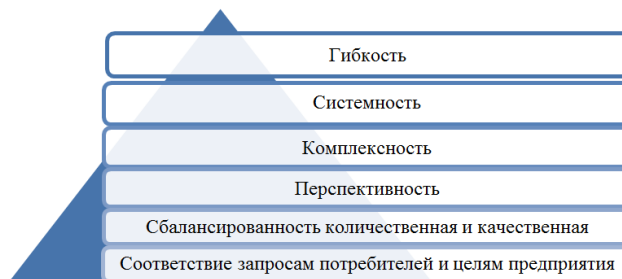 Гибкость
Системность
Комплексность
Перспективность
Сбалансированность количественная и качественная
Соответствие запросам потребителей и целям предприятия